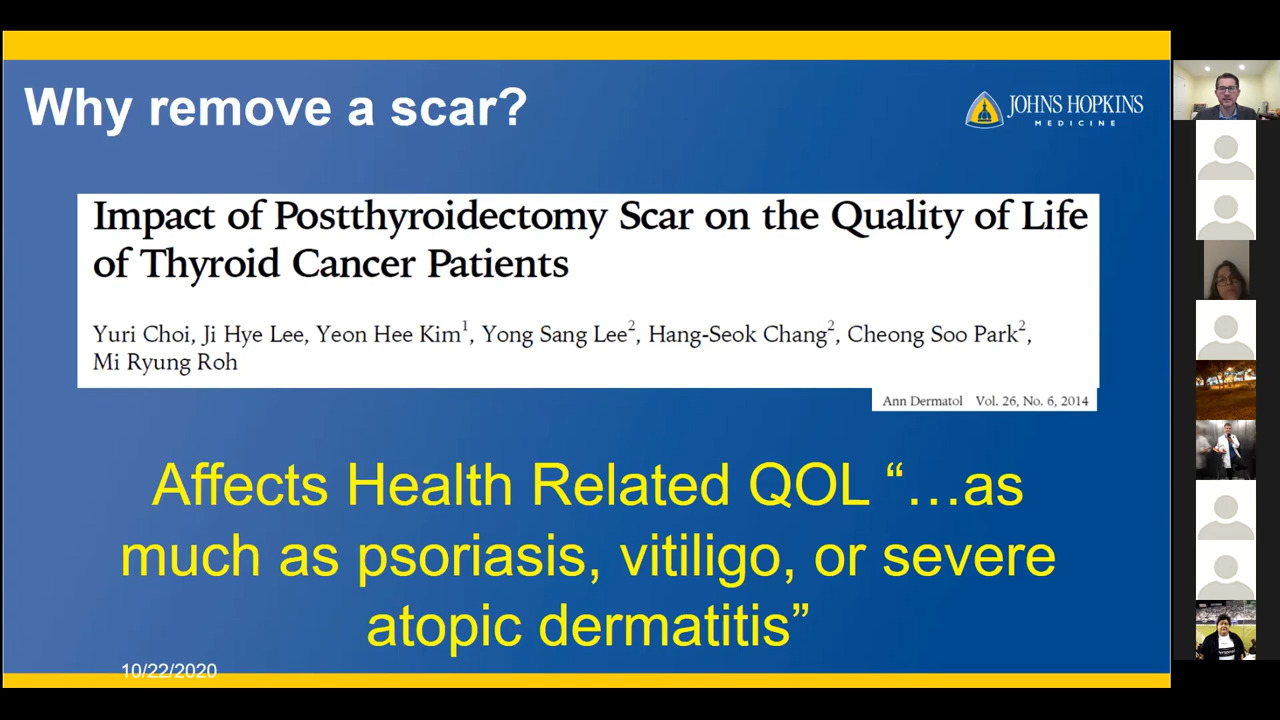 Why remove a scar?
JOHNS HOPKINS
MEDICINE
Impact of Postthyroidectomy Scar on the Quality of Life
of Thyroid Cancer Patients
Yuri Choi, Ji Hye Lee, Yeon Hee Kim1, Yong Sang Lee2, Hang-Seok Chang2, Cheong Soo Park2,
Mi Ryung Roh
Ann Dermatol Vol. 26, No. 6, 2014
Affects Health Related QOL “…as
much as psoriasis, vitiligo, or severe
atopic dermatitis”
10/22/2020